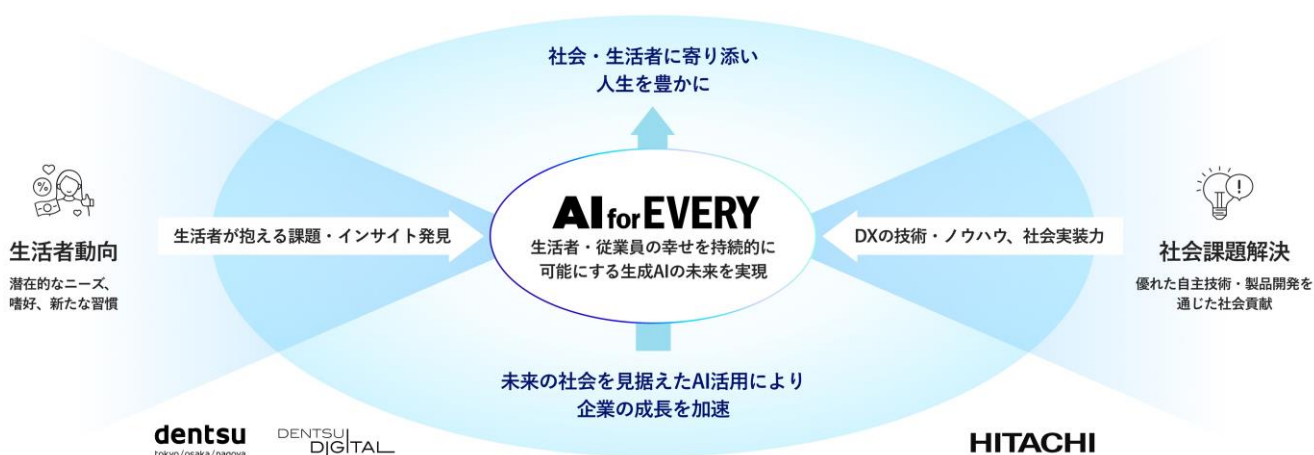 社会・生活者に寄り添い
人生を豊かに
%
生活者動向
潜在的なニーズ、
嗜好、新たな習慣
生活者が抱える課題・インサイト発見
AI for EVERY
生活者・従業員の幸せを持続的に
可能にする生成AIの未来を実現
DXの技術・ノウハウ、社会実装力
!
社会課題解決
優れた自主技術・製品開発を
通じた社会貢献
未来の社会を見据えたAI活用により
企業の成長を加速
dentsu
tokyo/osaka/nagoya
DENTSU
DIGITAL
HITACHI